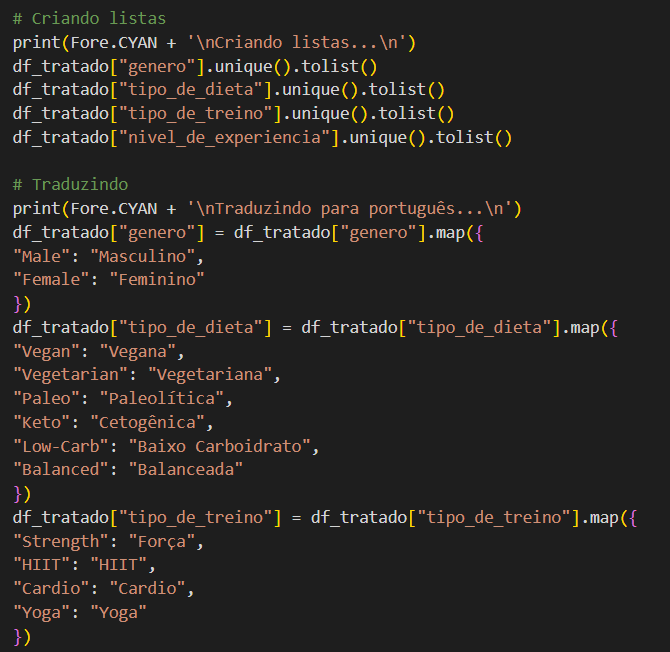 # Criando listas
print(Fore.CYAN + '\nCriando listas...\n')
df_tratado["genero"].unique().tolist()
df_tratado["tipo_de_dieta"].unique().tolist()
df_tratado["tipo_de_treino"].unique().tolist()
df_tratado["nivel_de_experiencia"].unique().tolist()

# Traduzindo
print(Fore.CYAN + '\nTraduzindo para português...\n')
df_tratado["genero"] = df_tratado["genero"].map({
"Male": "Masculino",
"Female": "Feminino"
})
df_tratado["tipo_de_dieta"] = df_tratado["tipo_de_dieta"].map({
"Vegan": "Vegana",
"Vegetarian": "Vegetariana",
"Paleo": "Paleolítica",
"Keto": "Cetogênica",
"Low-Carb": "Baixo Carboidrato",
"Balanced": "Balanceada"
})
df_tratado["tipo_de_treino"] = df_tratado["tipo_de_treino"].map({
"Strength": "Força",
"HIIT": "HIIT",
"Cardio": "Cardio",
"Yoga": "Yoga"
})